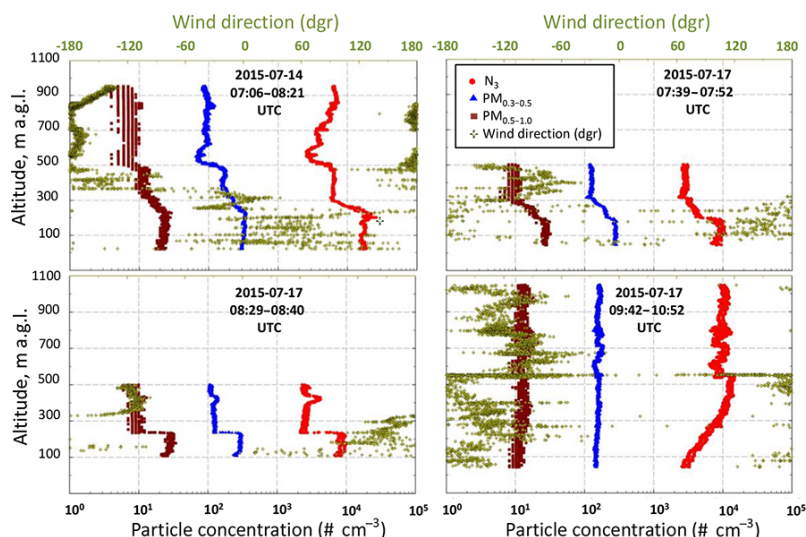 Wind direction (dgr)
Wind direction (dgr)
-180 -120 -60 0 60 120 180
-180 -120 -60 0 60 120 180
1100
900
700
500
300
100
Altitude, m a.g.l.
2015-07-14
07:06–08:21
UTC
2015-07-17
07:39–07:52
UTC
N3
PM0.3–0.5
PM0.5–1.0
Wind direction (dgr)
1100
900
700
500
300
100
Altitude, m a.g.l.
2015-07-17
08:29–08:40
UTC
2015-07-17
09:42–10:52
UTC
10^0 10^1 10^2 10^3 10^4 10^5
10^0 10^1 10^2 10^3 10^4 10^5
Particle concentration (# cm⁻³)
Particle concentration (# cm⁻³)